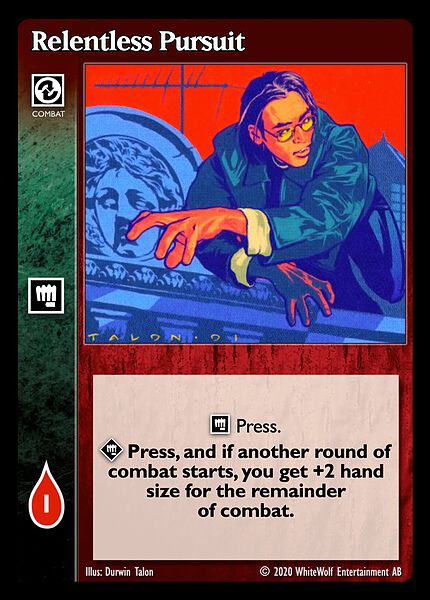 Relentless Pursuit
COMBAT
TALON·01
Press.
Press, and if another round of
combat starts, you get +2 hand
size for the remainder
of combat.
1
Illus: Durwin Talon
© 2020 WhiteWolf Entertainment AB